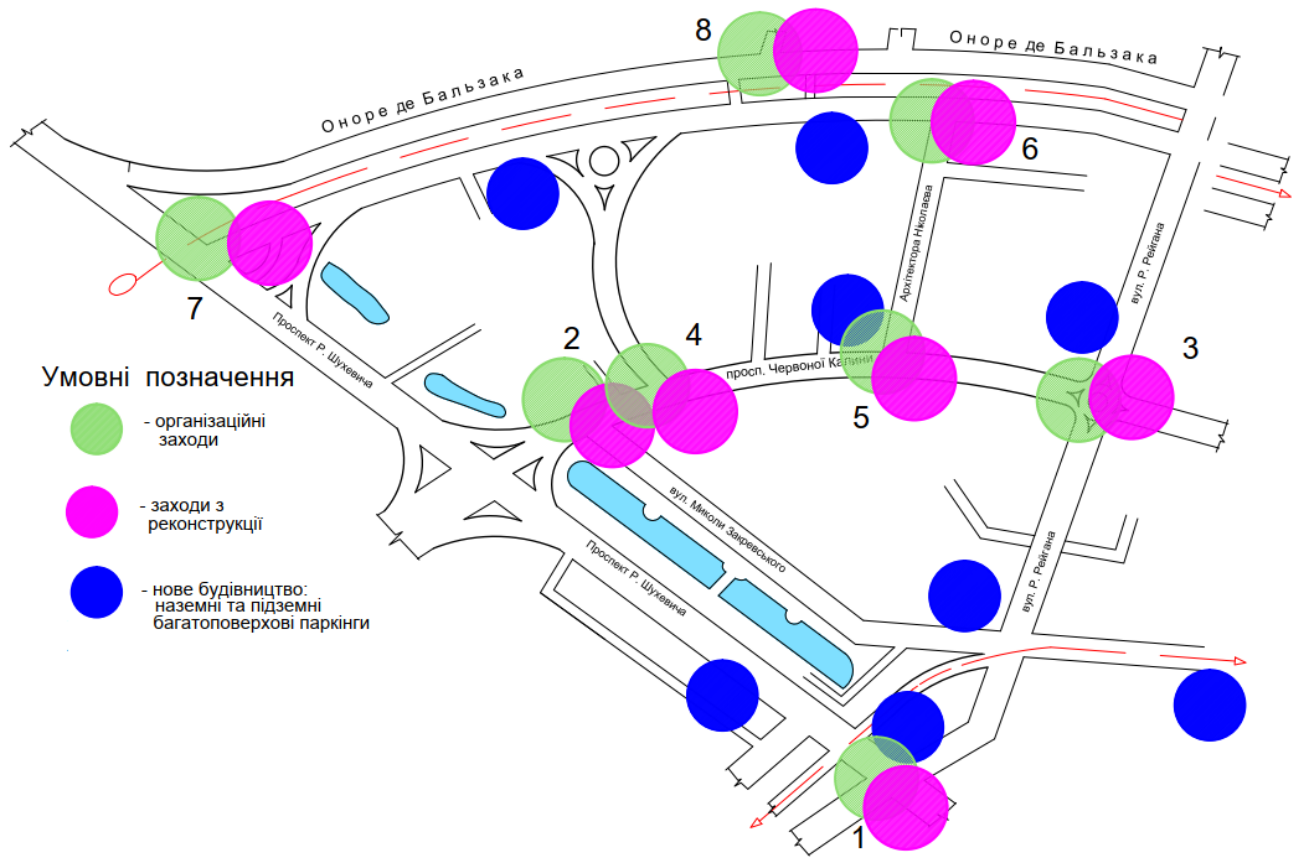 8
Оноре де Бальзака
Оноре де Бальзака
6
Архітектора Ніколаєва
вул. Р. Рейгана
7
Проспект Р. Шухевича
2
4
просп. Червоної Калини
5
3
Умовні позначення
- організаційні
заходи
- заходи з
реконструкції
- нове будівництво:
наземні та підземні
багатоповерхові паркінги
вул. Миколи Закревського
Проспект Р. Шухевича
вул. Р. Рейгана
1